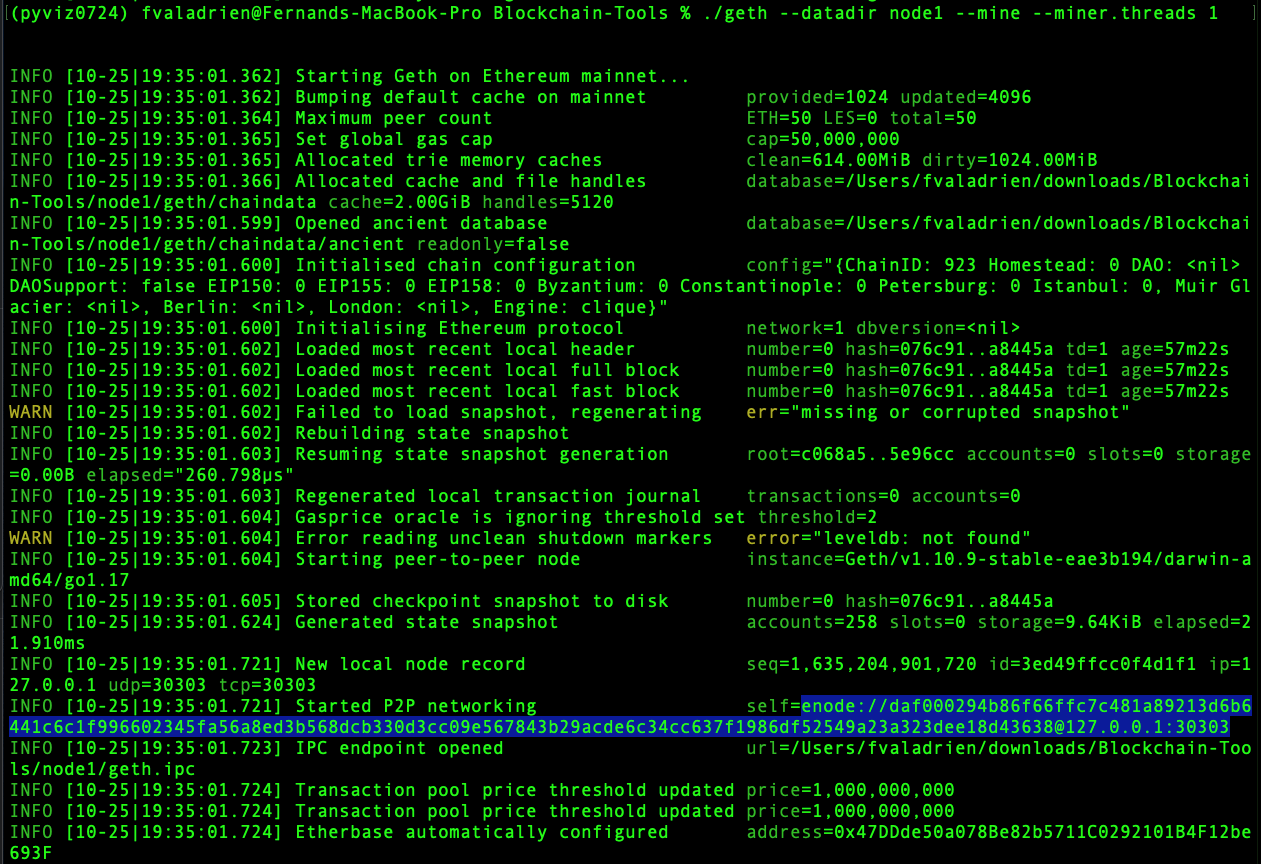 (pyviz0724) fvaladrien@Fernands-MacBook-Pro Blockchain-Tools % ./geth --datadir node1 --mine --miner.threads 1
INFO [10-25|19:35:01.362] Starting Geth on Ethereum mainnet...
INFO [10-25|19:35:01.362] Bumping default cache on mainnet provided=1024 updated=4096
INFO [10-25|19:35:01.364] Maximum peer count ETH=50 LES=0 total=50
INFO [10-25|19:35:01.365] Set global gas cap cap=50,000,000
INFO [10-25|19:35:01.365] Allocated trie memory caches clean=614.00MiB dirty=1024.00MiB
INFO [10-25|19:35:01.366] Allocated cache and file handles database=/Users/fvaladrien/downloads/Blockchai
n-Tools/node1/geth/chaindata cache=2.00GiB handles=5120
INFO [10-25|19:35:01.599] Opened ancient database database=/Users/fvaladrien/downloads/Blockchai
n-Tools/node1/geth/chaindata/ancient readonly=false
INFO [10-25|19:35:01.600] Initialised chain configuration config="{ChainID: 923 Homestead: 0 DAO: <nil>
DAOSupport: false EIP150: 0 EIP155: 0 EIP158: 0 Byzantium: 0 Constantinople: 0 Petersburg: 0 Istanbul: 0, Muir Gl
acier: <nil>, Berlin: <nil>, London: <nil>, Engine: clique}"
INFO [10-25|19:35:01.600] Initialising Ethereum protocol network=1 dbversion=<nil>
INFO [10-25|19:35:01.602] Loaded most recent local header number=0 hash=076c91..a8445a td=1 age=57m22s
INFO [10-25|19:35:01.602] Loaded most recent local full block number=0 hash=076c91..a8445a td=1 age=57m22s
INFO [10-25|19:35:01.602] Loaded most recent local fast block number=0 hash=076c91..a8445a td=1 age=57m22s
WARN [10-25|19:35:01.602] Failed to load snapshot, regenerating err="missing or corrupted snapshot"
INFO [10-25|19:35:01.602] Rebuilding state snapshot
INFO [10-25|19:35:01.603] Resuming state snapshot generation root=c068a5..5e96cc accounts=0 slots=0 storage
=0.00B elapsed="260.798µs"
INFO [10-25|19:35:01.603] Regenerated local transaction journal transactions=0 accounts=0
INFO [10-25|19:35:01.604] Gasprice oracle is ignoring threshold set threshold=2
WARN [10-25|19:35:01.604] Error reading unclean shutdown markers error="leveldb: not found"
INFO [10-25|19:35:01.604] Starting peer-to-peer node instance=Geth/v1.10.9-stable-eae3b194/darwin-a
md64/go1.17
INFO [10-25|19:35:01.605] Stored checkpoint snapshot to disk number=0 hash=076c91..a8445a
INFO [10-25|19:35:01.624] Generated state snapshot accounts=258 slots=0 storage=9.64KiB elapsed=2
1.910ms
INFO [10-25|19:35:01.721] New local node record seq=1,635,204,901,720 id=3ed49ffcc0f4d1f1 ip=1
27.0.0.1 udp=30303 tcp=30303
INFO [10-25|19:35:01.721] Started P2P networking self=enode://daf000294b86f66ffc7c481a89213d6b6
441c6c1f996602345fa56a8ed3b568dcb330d3cc09e567843b29acde6c34cc637f1986df52549a23a323dee18d43638@127.0.0.1:30303
INFO [10-25|19:35:01.723] IPC endpoint opened url=/Users/fvaladrien/downloads/Blockchain-Too
ls/node1/geth.ipc
INFO [10-25|19:35:01.724] Transaction pool price threshold updated price=1,000,000,000
INFO [10-25|19:35:01.724] Transaction pool price threshold updated price=1,000,000,000
INFO [10-25|19:35:01.724] Etherbase automatically configured address=0x47DDde50a078Be82b5711C0292101B4F12be
693F